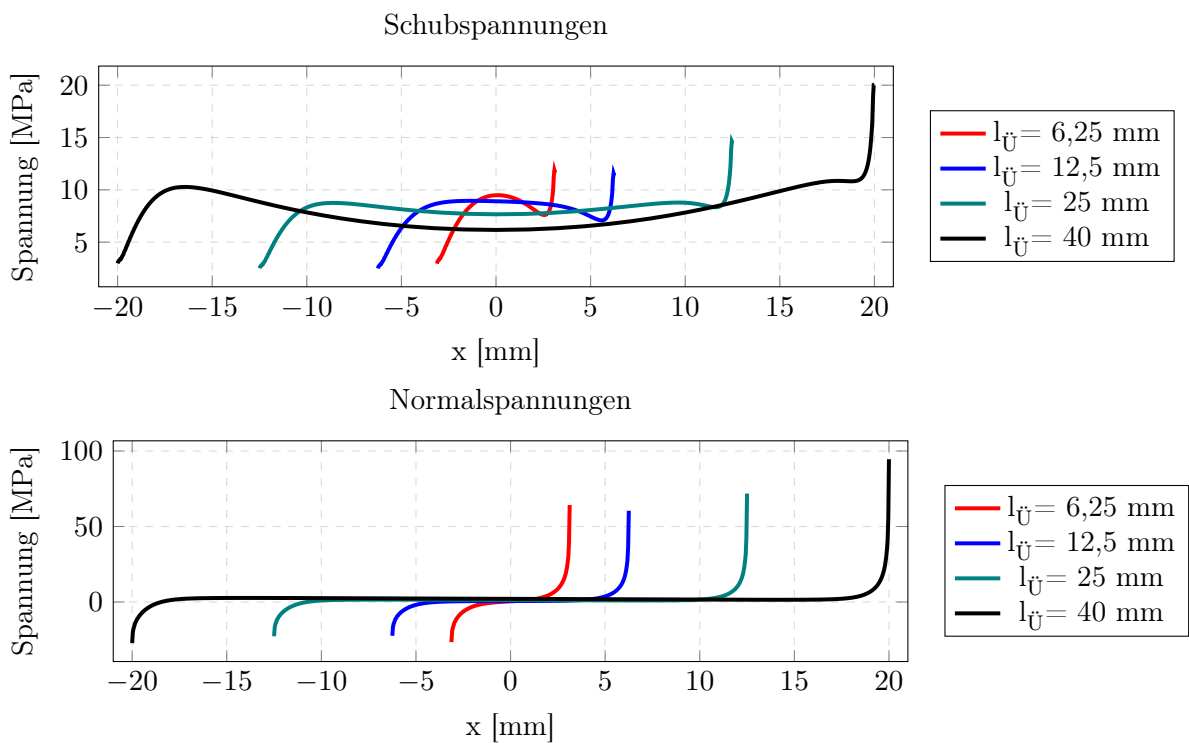 Schubspannungen
Spannung [MPa]
20
15
10
5
−20 −15 −10 −5 0 5 10 15 20
x [mm]
lÜ= 6,25 mm
lÜ= 12,5 mm
lÜ= 25 mm
lÜ= 40 mm
Normalspannungen
Spannung [MPa]
100
50
0
−20 −15 −10 −5 0 5 10 15 20
x [mm]
lÜ= 6,25 mm
lÜ= 12,5 mm
lÜ= 25 mm
lÜ= 40 mm